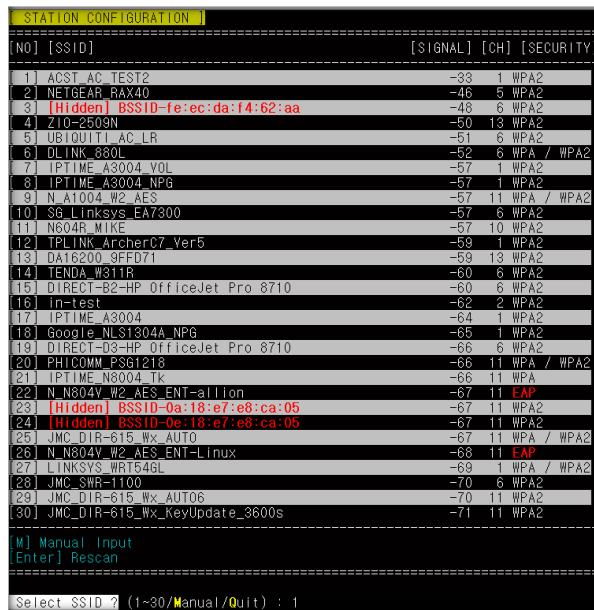 [ STATION CONFIGURATION ]
============================================================
[NO] [SSID] [SIGNAL] [CH] [SECURITY
------------------------------------------------------------
[ 1] ACST_AC_TEST2 -33 1 WPA2
[ 2] NETGEAR_RAX40 -46 5 WPA2
[ 3] [Hidden] BSSID-fe:ec:da:f4:62:aa -48 6 WPA2
[ 4] ZIO-2509N -50 13 WPA2
[ 5] UBIQUITI_AC_LR -51 6 WPA2
[ 6] DLINK_880L -52 6 WPA / WPA2
[ 7] IPTIME_A3004_VOL -57 1 WPA2
[ 8] IPTIME_A3004_NPG -57 1 WPA2
[ 9] N_A1004_W2_AES -57 11 WPA / WPA2
[10] SG_Linksys_EA7300 -57 6 WPA2
[11] N604R_MIKE -57 10 WPA2
[12] TPLINK_ArcherC7_Ver5 -59 1 WPA2
[13] DA16200_9FFD71 -59 13 WPA2
[14] TENDA_W311R -60 6 WPA2
[15] DIRECT-B2-HP OfficeJet Pro 8710 -60 6 WPA2
[16] in-test -62 2 WPA2
[17] IPTIME_A3004 -64 1 WPA2
[18] Google_NLS1304A_NPG -65 1 WPA2
[19] DIRECT-D3-HP OfficeJet Pro 8710 -66 6 WPA2
[20] PHICOMM_PSG1218 -66 11 WPA / WPA2
[21] IPTIME_N8004_Tk -66 11 WPA
[22] N_N804V_W2_AES_ENT-allion -67 11 EAP
[23] [Hidden] BSSID-0a:18:e7:e8:ca:05 -67 11 WPA2
[24] [Hidden] BSSID-0e:18:e7:e8:ca:05 -67 11 WPA2
[25] JMC_DIR-615_Wx_AUTO -67 11 WPA / WPA2
[26] N_N804V_W2_AES_ENT-Linux -68 11 EAP
[27] LINKSYS_WRT54GL -69 1 WPA / WPA2
[28] JMC_SWR-1100 -70 6 WPA2
[29] JMC_DIR-615_Wx_AUTO6 -70 11 WPA2
[30] JMC_DIR-615_Wx_KeyUpdate_3600s -71 11 WPA2
------------------------------------------------------------
[M] Manual Input
[Enter] Rescan
============================================================
Select SSID ? (1~30/Manual/Quit) : 1